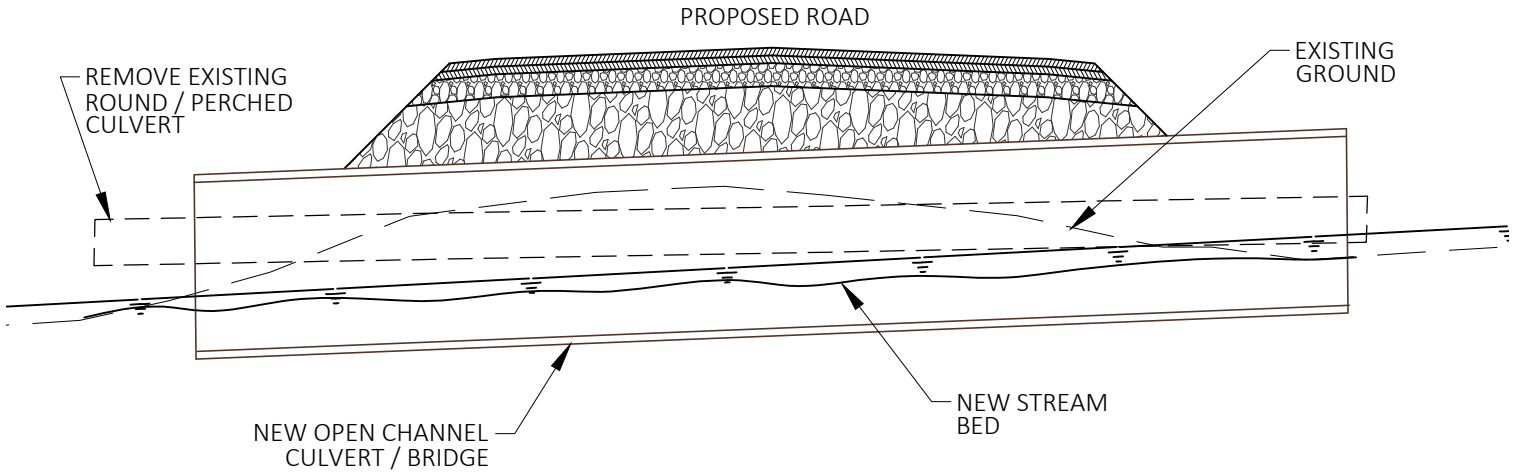 PROPOSED ROAD
REMOVE EXISTING
ROUND / PERCHED
CULVERT
EXISTING
GROUND
NEW OPEN CHANNEL
CULVERT / BRIDGE
NEW STREAM
BED